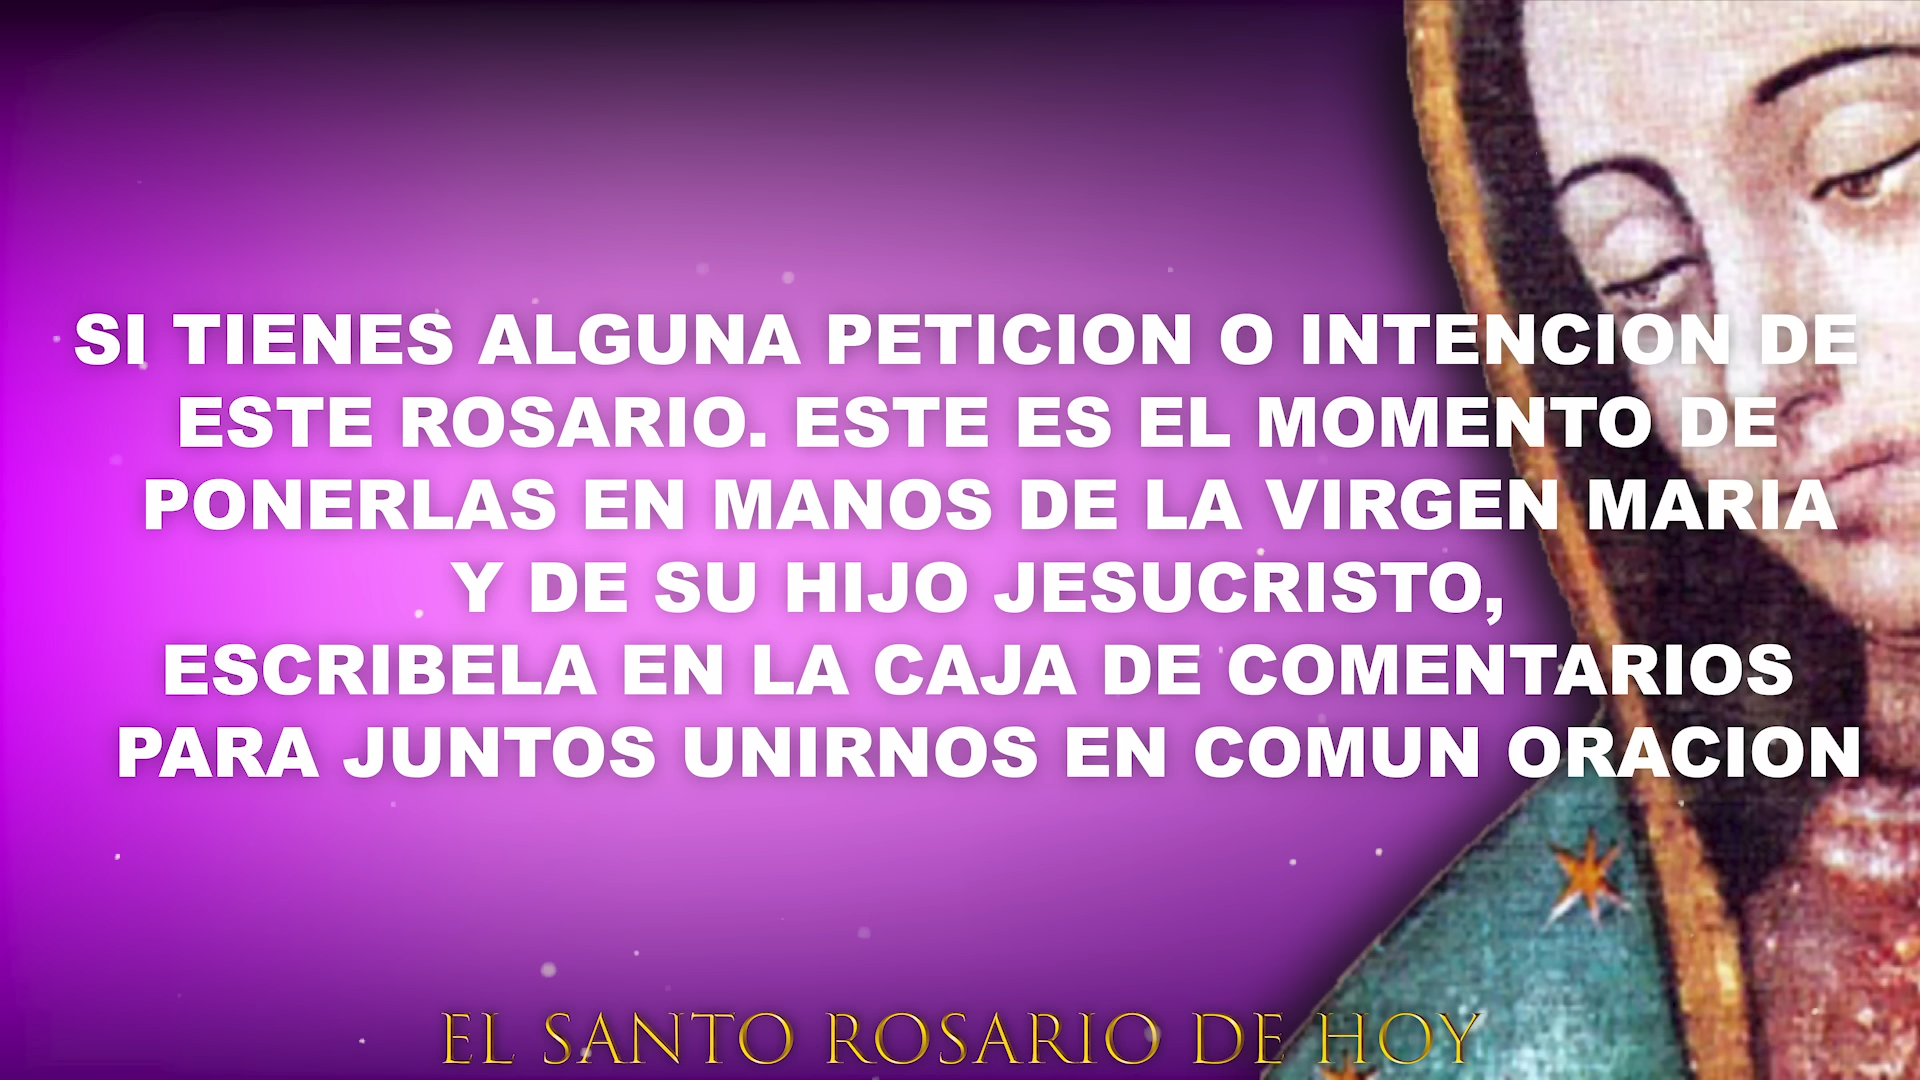 SI TIENES ALGUNA PETICION O INTENCION DE
ESTE ROSARIO. ESTE ES EL MOMENTO DE
PONERLAS EN MANOS DE LA VIRGEN MARIA
Y DE SU HIJO JESUCRISTO,
ESCRIBELA EN LA CAJA DE COMENTARIOS
PARA JUNTOS UNIRNOS EN COMUN ORACION
EL SANTO ROSARIO DE HOY